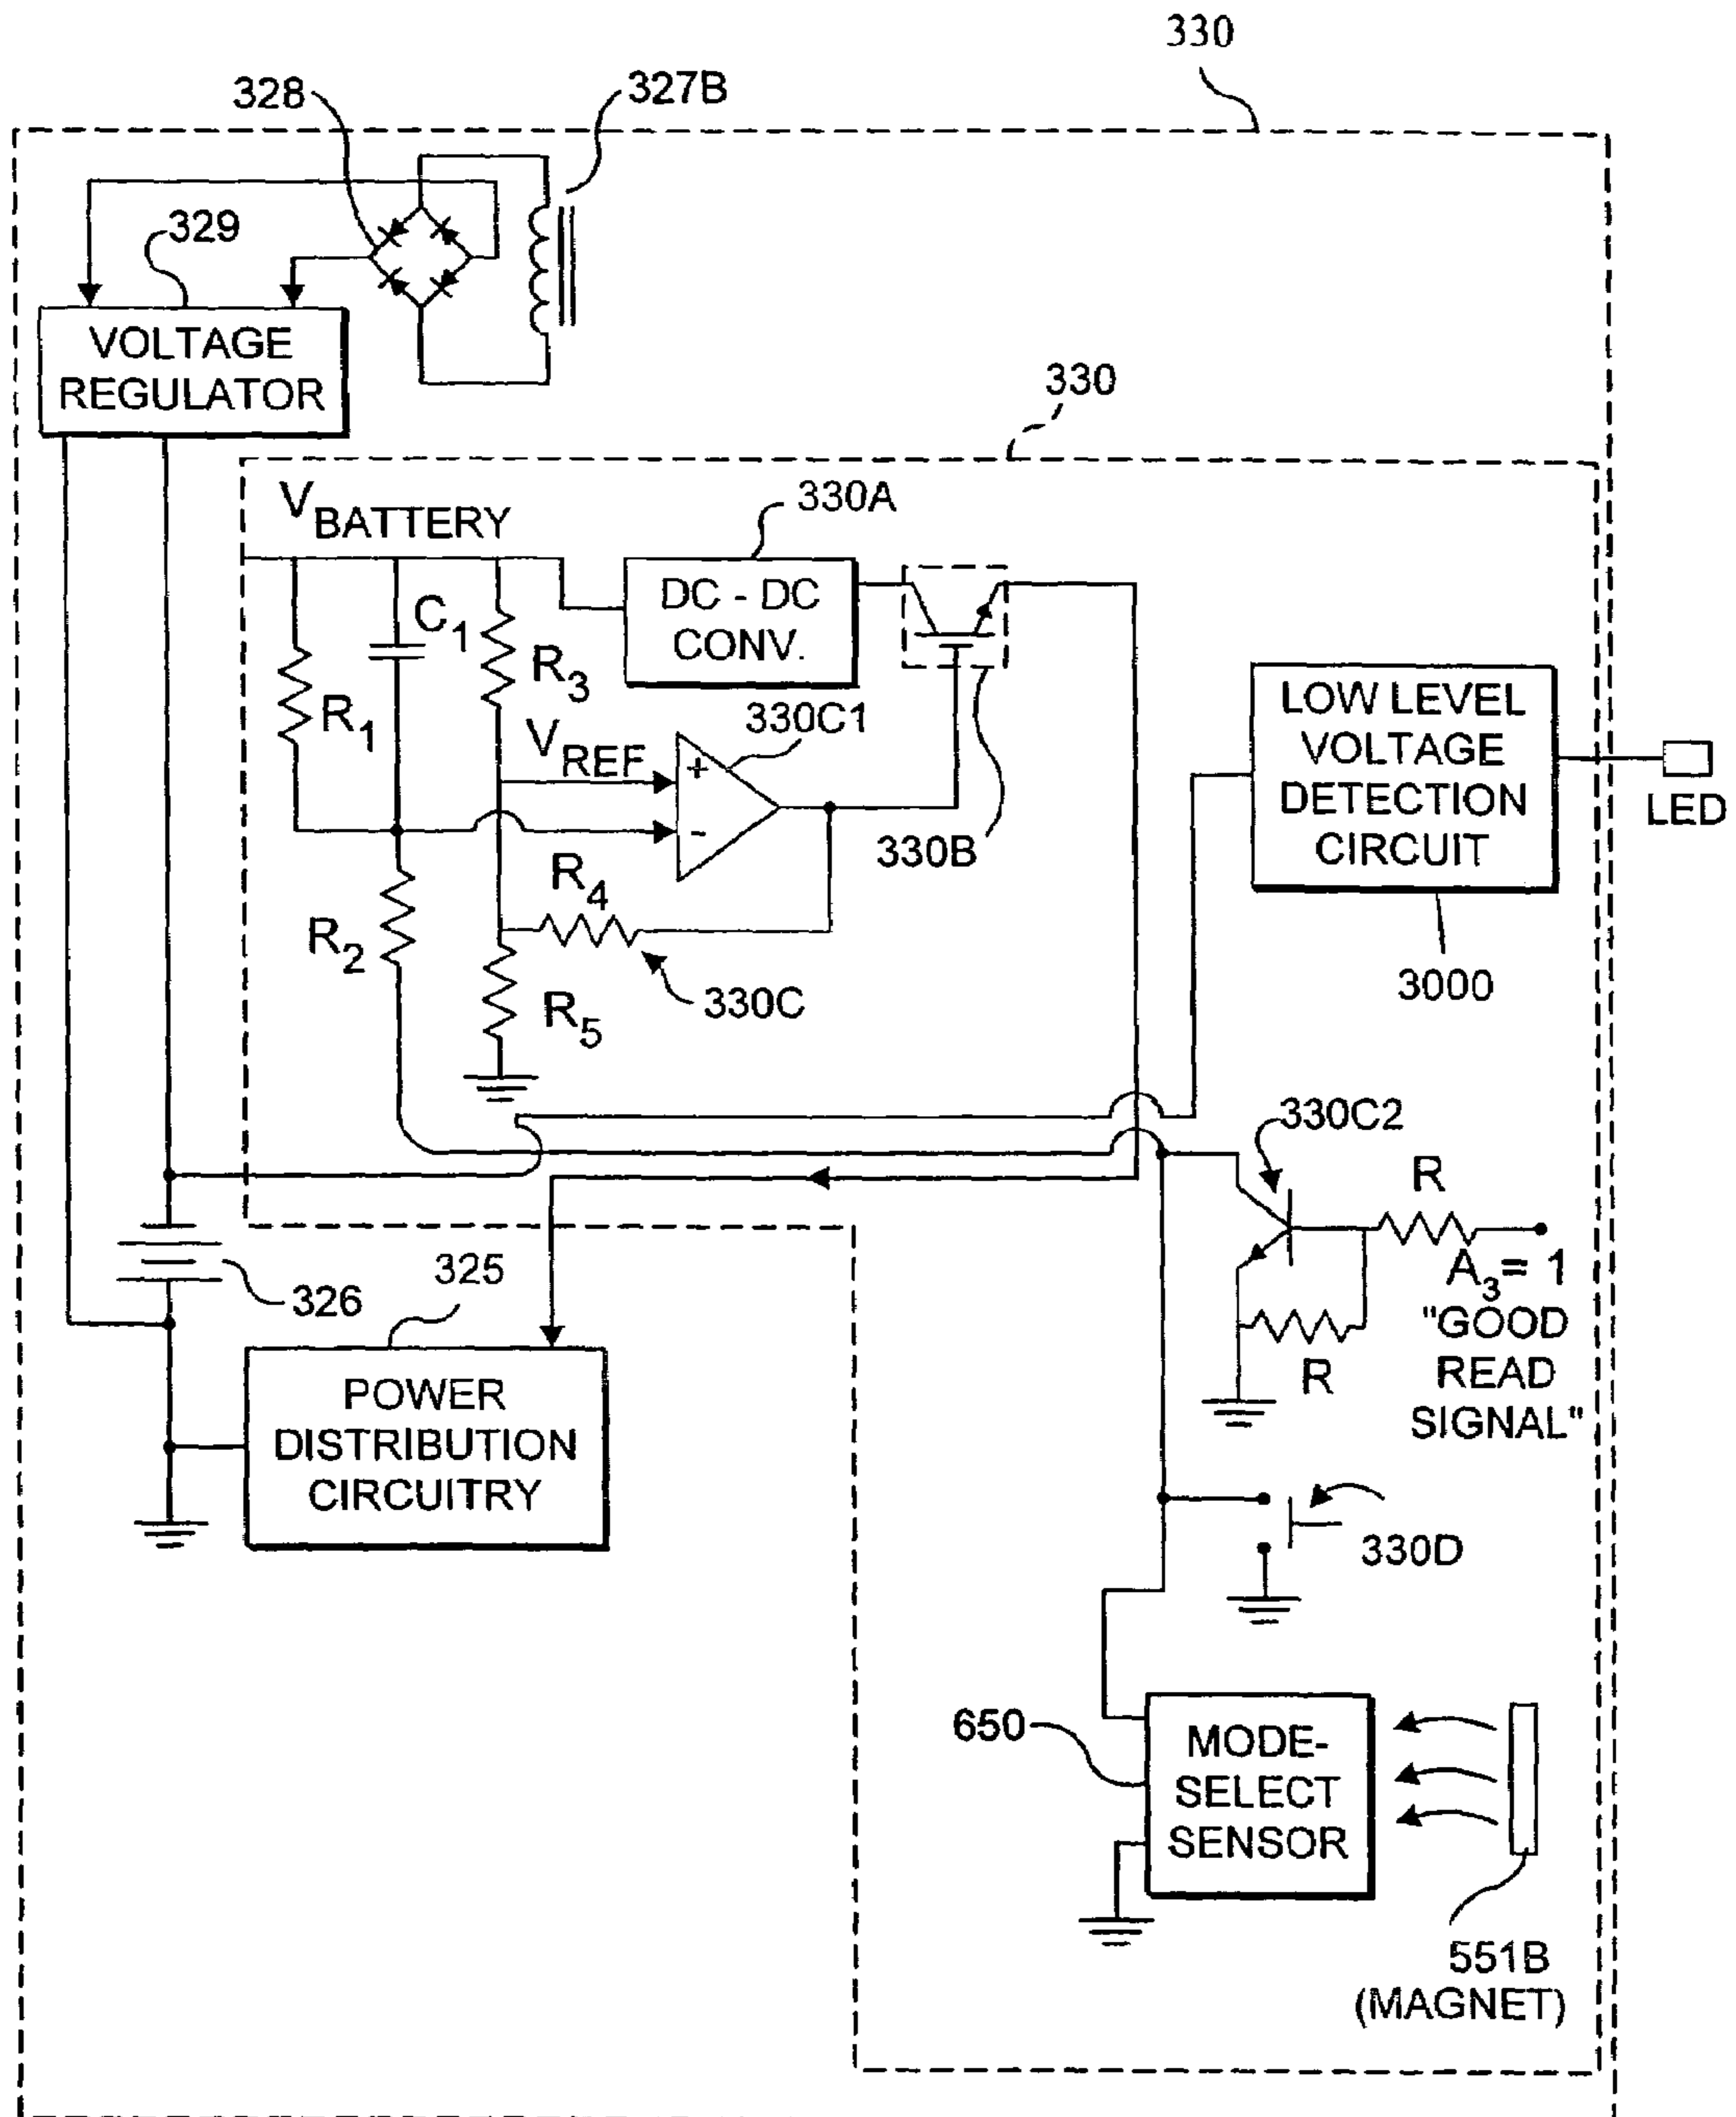 330
328
327B
329
VOLTAGE
REGULATOR
330
V BATTERY
330A
DC - DC
CONV.
C1
R3
R1
330C1
VREF
+
-
330B
LOW LEVEL
VOLTAGE
DETECTION
CIRCUIT
LED
R4
R2
330C
R5
3000
330C2
R
A3= 1
"GOOD
READ
SIGNAL"
R
325
326
POWER
DISTRIBUTION
CIRCUITRY
330D
650
MODE-
SELECT
SENSOR
551B
(MAGNET)